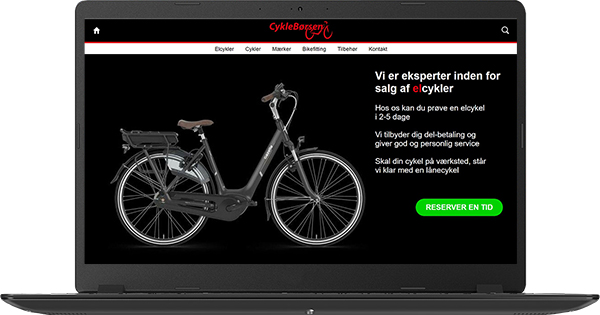 CykleBørsen
Elcykler Cykler Mærker Bikefitting Tilbehør Kontakt
Vi er eksperter inden for
salg af elcykler
Hos os kan du prøve en elcykel
i 2-5 dage
Vi tilbyder dig del-betaling og
giver god og personlig service
Skal din cykel på værksted, står
vi klar med en lånecykel
RESERVER EN TID